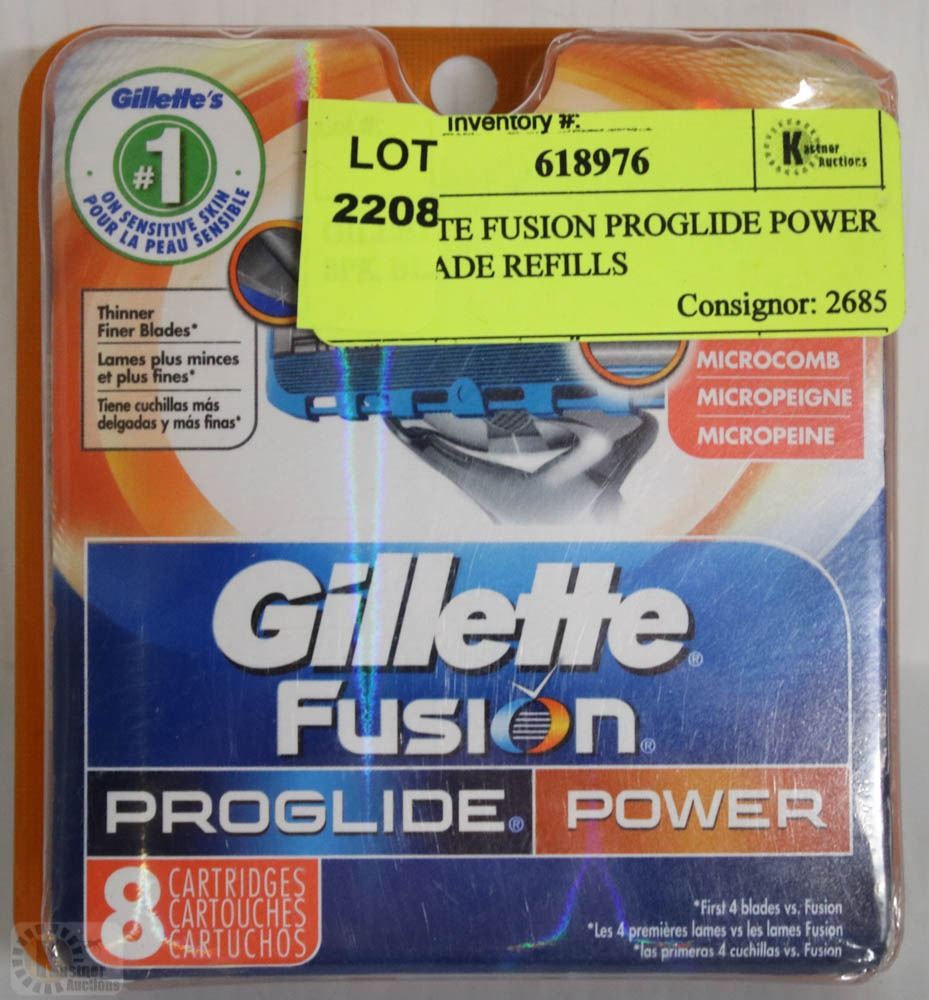 Gillette's
#1
ON SENSITIVE SKIN
POUR LA PEAU SENSIBLE
Inventory #:
LOT 618976
Kastner Auctions
2208 TE FUSION PROGLIDE POWER
ADE REFILLS
Consignor: 2685
Thinner
Finer Blades*
Lames plus minces
et plus fines*
Tiene cuchillas más
delgadas y más finas*
MICROCOMB
MICROPEIGNE
MICROPEINE
Gillette®
Fusion®
PROGLIDE® POWER
8 CARTRIDGES
CARTOUCHES
CARTUCHOS
*First 4 blades vs. Fusion
*Les 4 premières lames vs les lames Fusion
*las primeras 4 cuchillas vs. Fusion
Kastner
Auctions